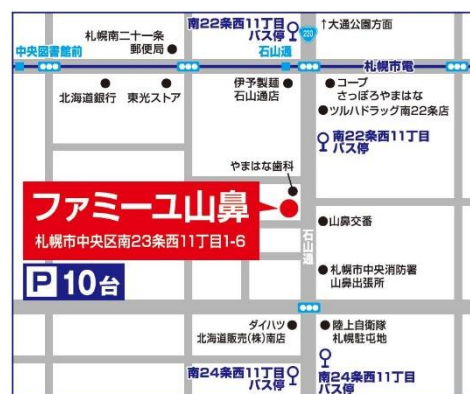 南22条西11丁目
バス停
230
↑大通公園方面
札幌南二十一条
郵便局
中央図書館前
石山通
札幌市電
北海道銀行
東光ストア
伊予製麺
石山通店
コープ
さっぽろやまはな
ツルハドラッグ南22条店
南22条西11丁目
バス停
やまはな歯科
ファミーユ山鼻
札幌市中央区南23条西11丁目1-6
P 10台
山鼻交番
石山通
札幌市中央消防署
山鼻出張所
ダイハツ
北海道販売(株)南店
陸上自衛隊
札幌駐屯地
南24条西11丁目
バス停
南24条西11丁目
バス停